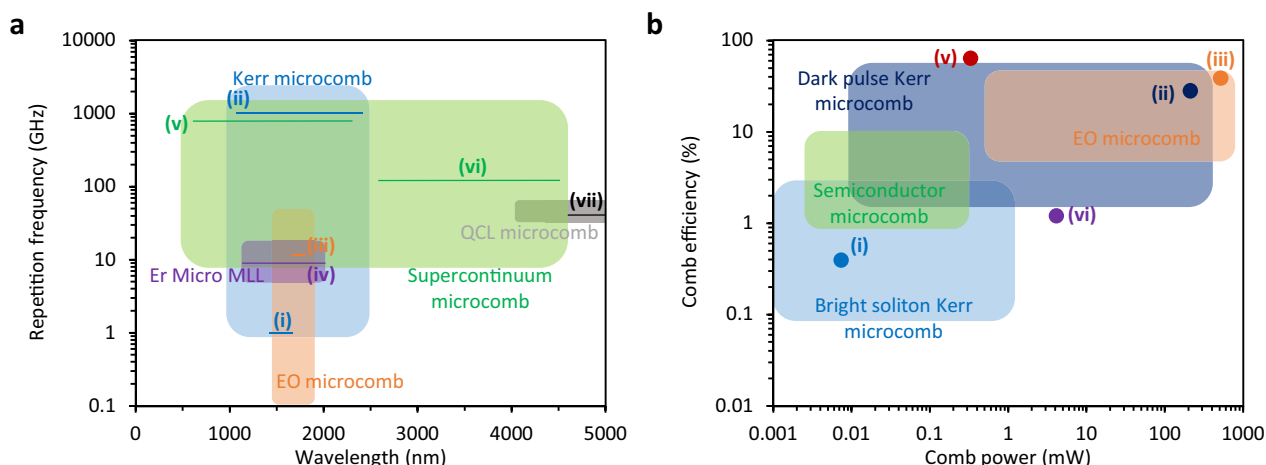 a
10000
1000
100
10
1
0.1
Repetition frequency (GHz)
Kerr microcomb
(ii)
(v)
(vi)
(vii)
QCL microcomb
(iii)
Er Micro MLL
(iv)
Supercontinuum
microcomb
(i)
EO microcomb
0
1000
2000
3000
4000
5000
Wavelength (nm)
b
100
10
1
0.1
0.01
Comb efficiency (%)
(v)
(iii)
Dark pulse Kerr
microcomb
(ii)
EO microcomb
Semiconductor
microcomb
(vi)
(i)
Bright soliton Kerr
microcomb
0.001
0.01
0.1
1
10
100
1000
Comb power (mW)